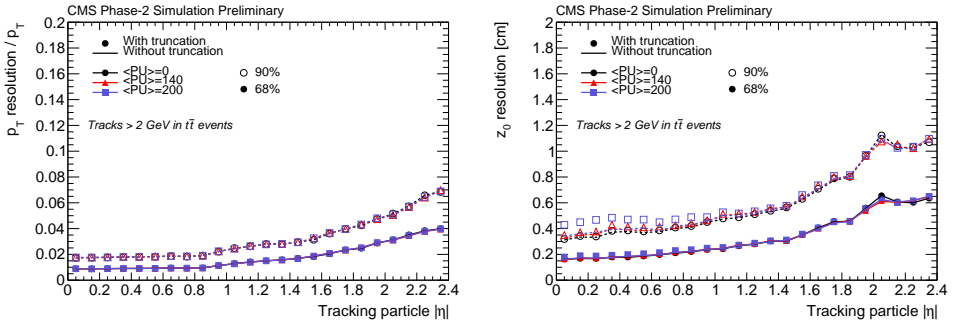 CMS Phase-2 Simulation Preliminary
p_T resolution / p_T
0.2
0.18
0.16
0.14
0.12
0.1
0.08
0.06
0.04
0.02
0
With truncation
Without truncation
<PU>=0
<PU>=140
<PU>=200
90%
68%
Tracks > 2 GeV in tt̄ events
0 0.2 0.4 0.6 0.8 1 1.2 1.4 1.6 1.8 2 2.2 2.4
Tracking particle |η|
CMS Phase-2 Simulation Preliminary
z_0 resolution [cm]
2
1.8
1.6
1.4
1.2
1
0.8
0.6
0.4
0.2
0
With truncation
Without truncation
<PU>=0
<PU>=140
<PU>=200
90%
68%
Tracks > 2 GeV in tt̄ events
0 0.2 0.4 0.6 0.8 1 1.2 1.4 1.6 1.8 2 2.2 2.4
Tracking particle |η|